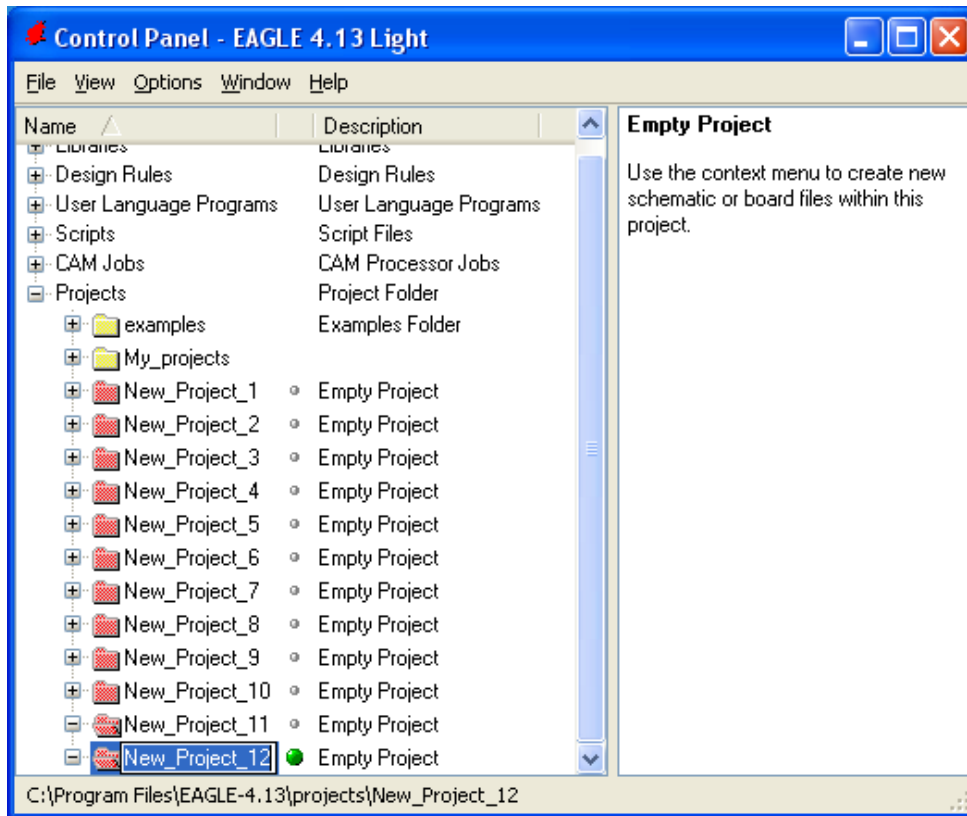 Control Panel - EAGLE 4.13 Light
File View Options Window Help
Name Description
Libraries Libraries
Design Rules Design Rules
User Language Programs User Language Programs
Scripts Script Files
CAM Jobs CAM Processor Jobs
Projects Project Folder
examples Examples Folder
My_projects
New_Project_1 Empty Project
New_Project_2 Empty Project
New_Project_3 Empty Project
New_Project_4 Empty Project
New_Project_5 Empty Project
New_Project_6 Empty Project
New_Project_7 Empty Project
New_Project_8 Empty Project
New_Project_9 Empty Project
New_Project_10 Empty Project
New_Project_11 Empty Project
New_Project_12 Empty Project
Empty Project
Use the context menu to create new
schematic or board files within this
project.
C:\Program Files\EAGLE-4.13\projects\New_Project_12